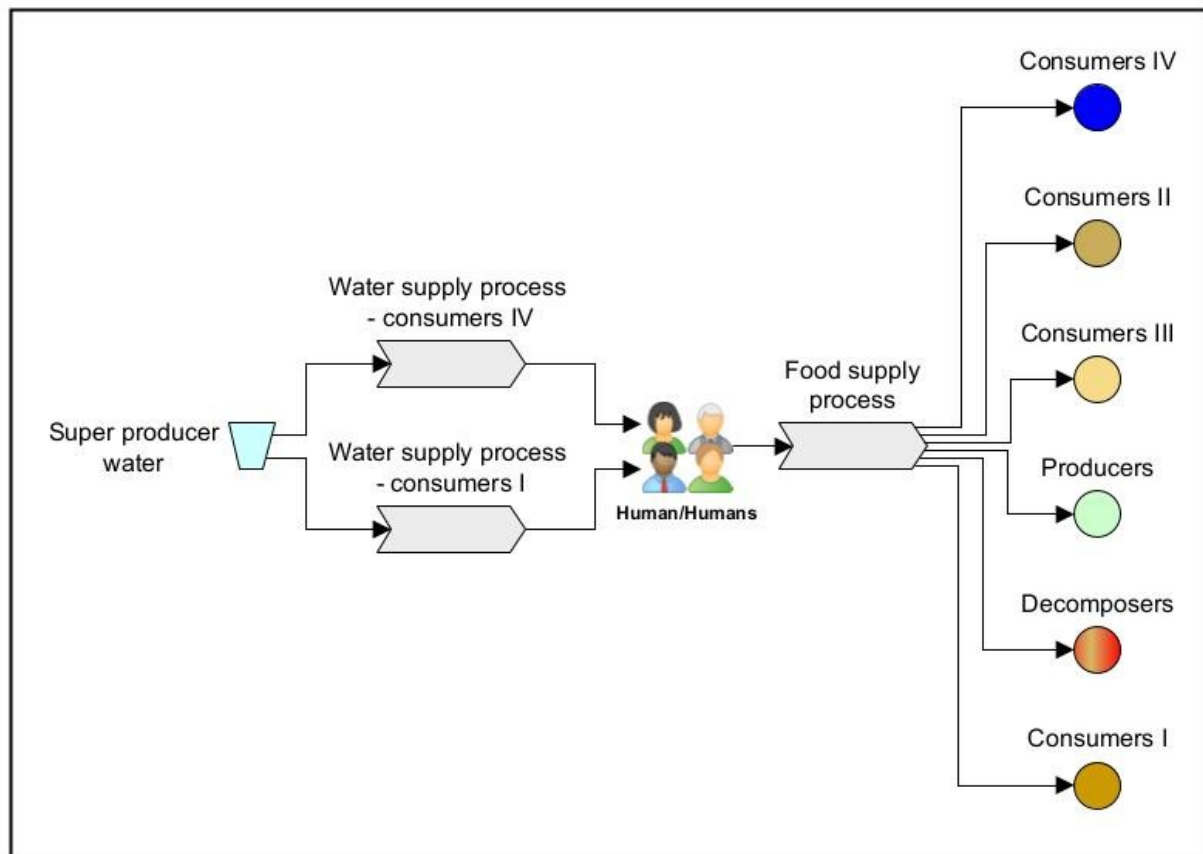 Consumers IV
Consumers II
Water supply process
- consumers IV
Consumers III
Food supply
process
Super producer
water
Water supply process
- consumers I
Producers
Human/Humans
Decomposers
Consumers I